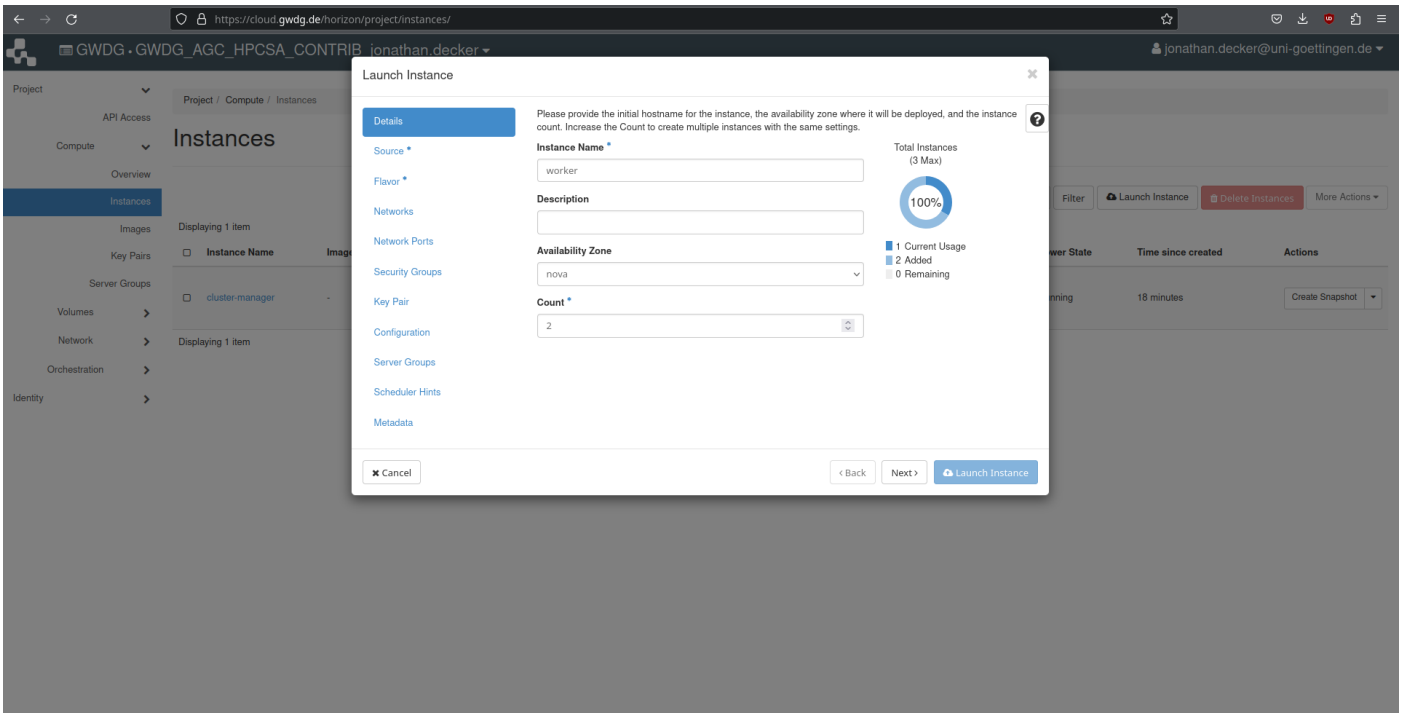 https://cloud.gwdg.de/horizon/project/instances/
GWDG • GWDG_AGC_HPCSA_CONTRIB_jonathan.decker
jonathan.decker@uni-goettingen.de
Project
API Access
Compute
Overview
Instances
Images
Key Pairs
Server Groups
Volumes
Network
Orchestration
Identity
Project / Compute / Instances
Instances
Filter
Launch Instance
Delete Instances
More Actions
Displaying 1 item
Instance Name
Time since created
Actions
cluster-manager
-
18 minutes
Create Snapshot
Displaying 1 item
Launch Instance
Details
Source *
Flavor *
Networks
Network Ports
Security Groups
Key Pair
Configuration
Server Groups
Scheduler Hints
Metadata
Please provide the initial hostname for the instance, the availability zone where it will be deployed, and the instance
count. Increase the Count to create multiple instances with the same settings.
Instance Name *
worker
Description
Availability Zone
nova
Count *
2
Total Instances
(3 Max)
100%
1 Current Usage
2 Added
0 Remaining
Cancel
‹ Back
Next ›
Launch Instance